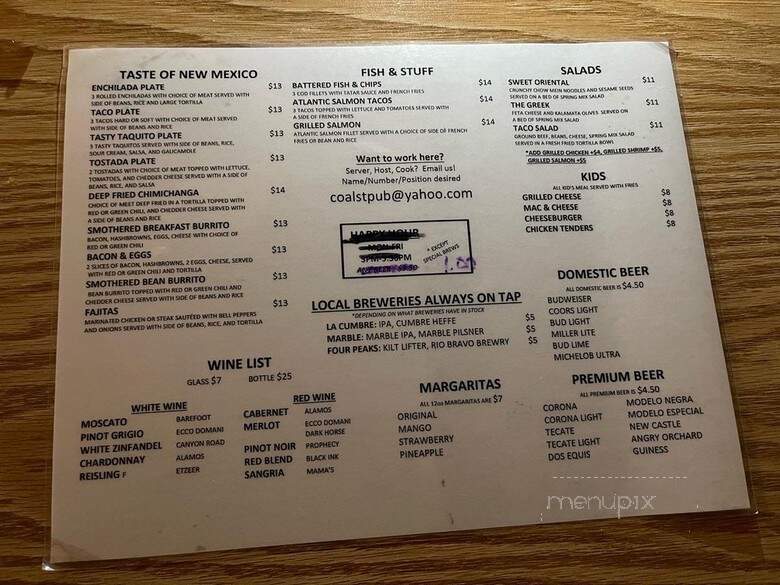 TASTE OF NEW MEXICO
ENCHILADA PLATE $13
3 ROLLED ENCHILADAS WITH CHOICE OF MEAT SERVED WITH
SIDE OF BEANS, RICE AND LARGE TORTILLA
TACO PLATE $13
3 TACOS HARD OR SOFT WITH CHOICE OF MEAT SERVED
WITH SIDE OF BEANS AND RICE
TASTY TAQUITO PLATE $13
3 TASTY TAQUITOS SERVED WITH SIDE OF BEANS, RICE,
SOUR CREAM, SALSA, AND GALICAMOLE
TOSTADA PLATE $13
2 TOSTADAS WITH CHOICE OF MEAT TOPPED WITH LETTUCE,
TOMATOES, AND CHEDDER CHEESE SERVED WITH A SIDE OF
BEANS, RICE, AND SALSA
DEEP FRIED CHIMICHANGA $14
CHOICE OF MEET DEEP FRIED IN A TORTILLA TOPPED WITH
RED OR GREEN CHILI, AND CHEDDER CHEESE SERVED WITH
A SIDE OF BEANS AND RICE
SMOTHERED BREAKFAST BURRITO $13
BACON, HASHBROWNS, EGGS, CHEESE WITH CHOICE OF
RED OR GREEN CHILI
BACON & EGGS $13
2 SLICES OF BACON, HASHBROWNS, 2 EGGS, CHEESE, SERVED
WITH RED OR GREEN CHILI AND TORTILLA
SMOTHERED BEAN BURRITO $13
BEAN BURRITO TOPPED WITH RED OR GREEN CHILI AND
CHEDDER CHEESE SERVED WITH SIDE OF BEANS AND RICE
FAJITAS $13
MARINATED CHICKEN OR STEAK SAUTÉED WITH BELL PEPPERS
AND ONIONS SERVED WITH SIDE OF BEANS, RICE, AND TORTILLA
FISH & STUFF
BATTERED FISH & CHIPS $14
3 COD FILLETS WITH TATAR SAUCE AND FRENCH FRIES
ATLANTIC SALMON TACOS $14
3 TACOS TOPPED WITH LETTUCE AND TOMATOES SERVED WITH
A SIDE OF FRENCH FRIES
GRILLED SALMON $14
ATLANTIC SALMON FILLET SERVED WITH A CHOICE OF SIDE OF FRENCH
FRIES OR BEAN AND RICE
Want to work here?
Server, Host, Cook? Email us!
Name/Number/Position desired
coalstpub@yahoo.com
HAPPY HOUR
MON-FRI
3PM-5:30PM
* EXCEPT
SPECIAL BREWS
1.00
SALADS
SWEET ORIENTAL $11
CRUNCHY CHOW MEIN NOODLES AND SESAME SEEDS
SERVED ON A BED OF SPRING MIX SALAD
THE GREEK $11
FETA CHEESE AND KALAMATA OLIVES SERVED ON
A BED OF SPRING MIX SALAD
TACO SALAD $11
GROUND BEEF, BEANS, CHEESE, SPRING MIX SALAD
SERVED IN A FRESH FRIED TORTILLA BOWL
*ADD GRILLED CHICKEN +$4, GRILLED SHRIMP +$5,
GRILLED SALMON +$5
KIDS
ALL KID'S MEAL SERVED WITH FRIES
GRILLED CHEESE $8
MAC & CHEESE $8
CHEESEBURGER $8
CHICKEN TENDERS $8
LOCAL BREWERIES ALWAYS ON TAP
*DEPENDING ON WHAT BREWERIES HAVE IN STOCK
LA CUMBRE: IPA, CUMBRE HEFFE $5
MARBLE: MARBLE IPA, MARBLE PILSNER $5
FOUR PEAKS: KILT LIFTER, RIO BRAVO BREWRY $5
DOMESTIC BEER
ALL DOMESTIC BEER IS $4.50
BUDWEISER
COORS LIGHT
BUD LIGHT
MILLER LITE
BUD LIME
MICHELOB ULTRA
WINE LIST
GLASS $7 BOTTLE $25
WHITE WINE
MOSCATO BAREFOOT
PINOT GRIGIO ECCO DOMANI
WHITE ZINFANDEL CANYON ROAD
CHARDONNAY ALAMOS
REISLING F ETZEER
RED WINE
CABERNET ALAMOS
MERLOT ECCO DOMANI
DARK HORSE
PINOT NOIR PROPHECY
RED BLEND BLACK INK
SANGRIA MAMA'S
MARGARITAS
ALL 12oz MARGARITAS ARE $7
ORIGINAL
MANGO
STRAWBERRY
PINEAPPLE
PREMIUM BEER
ALL PREMIUM BEER IS $4.50
CORONA MODELO NEGRA
CORONA LIGHT MODELO ESPECIAL
TECATE NEW CASTLE
TECATE LIGHT ANGRY ORCHARD
DOS EQUIS GUINESS
menupix